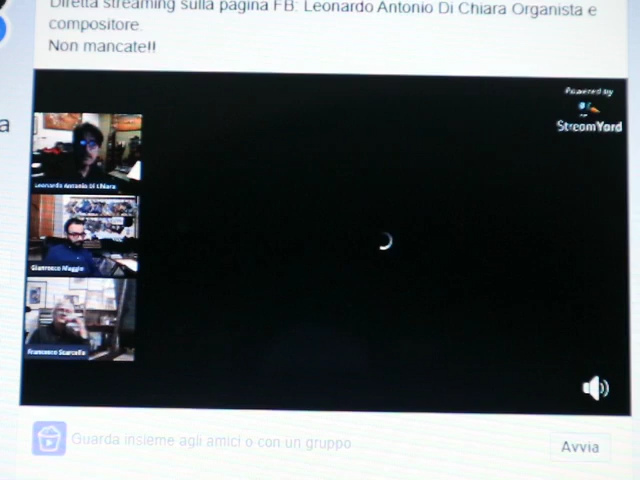 Diretta streaming sulla pagina FB: Leonardo Antonio Di Chiara Organista e
compositore.
Non mancate!!
a
Powered by
StreamYard
Leonardo Antonio Di Chiara
Gianrocco Maggio
Francesco Scarcella
Guarda insieme agli amici o con un gruppo
Avvia